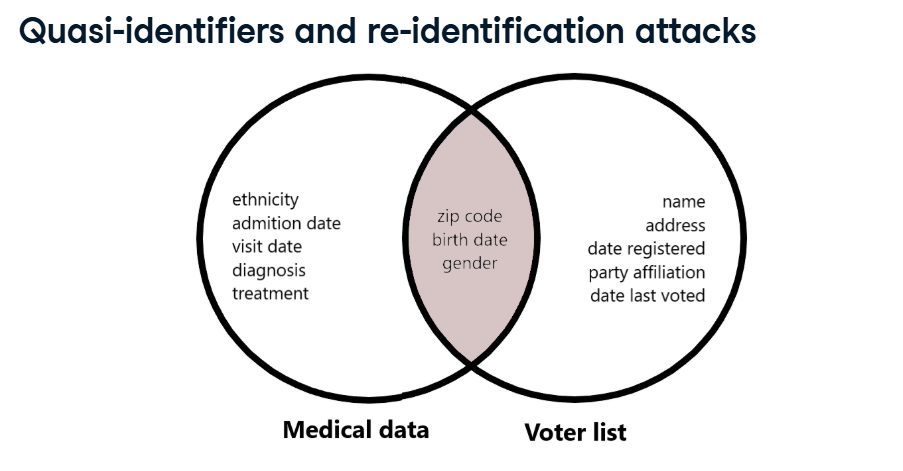 Quasi-identifiers and re-identification attacks
ethnicity
admition date
visit date
diagnosis
treatment
zip code
birth date
gender
name
address
date registered
party affiliation
date last voted
Medical data
Voter list